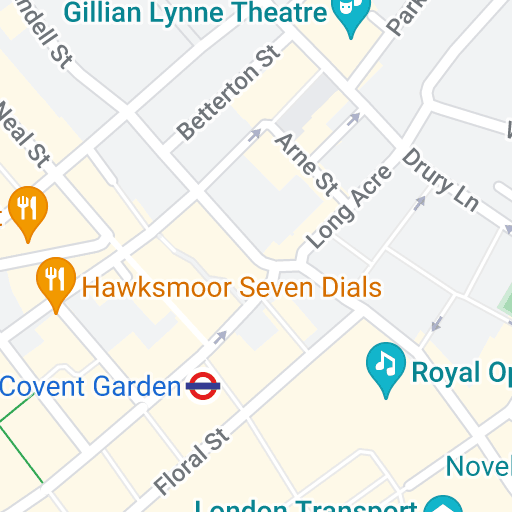 Gillian Lynne Theatre
Park
ndell St
Betterton St
Neal St
Arne St
Drury Ln
Long Acre
Hawksmoor Seven Dials
Covent Garden
Royal Op
Floral St
Novel
London Transport